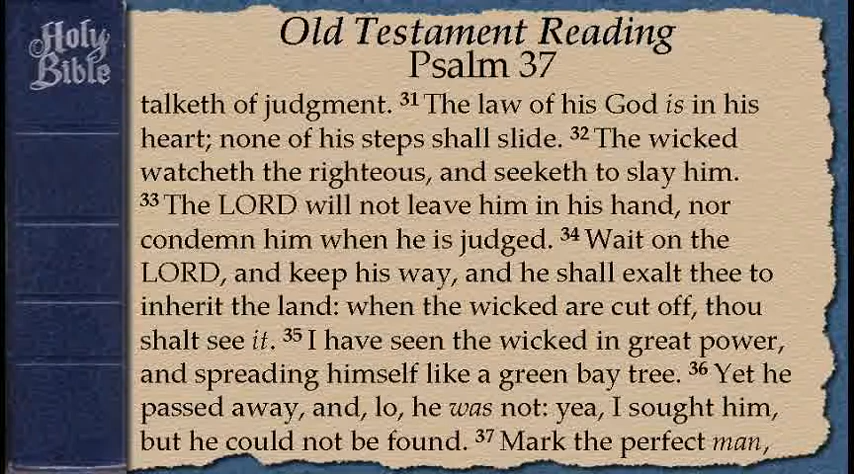 Holy
Bible
Old Testament Reading
Psalm 37
talketh of judgment. 31 The law of his God is in his
heart; none of his steps shall slide. 32 The wicked
watcheth the righteous, and seeketh to slay him.
33 The LORD will not leave him in his hand, nor
condemn him when he is judged. 34 Wait on the
LORD, and keep his way, and he shall exalt thee to
inherit the land: when the wicked are cut off, thou
shalt see it. 35 I have seen the wicked in great power,
and spreading himself like a green bay tree. 36 Yet he
passed away, and, lo, he was not: yea, I sought him,
but he could not be found. 37 Mark the perfect man,